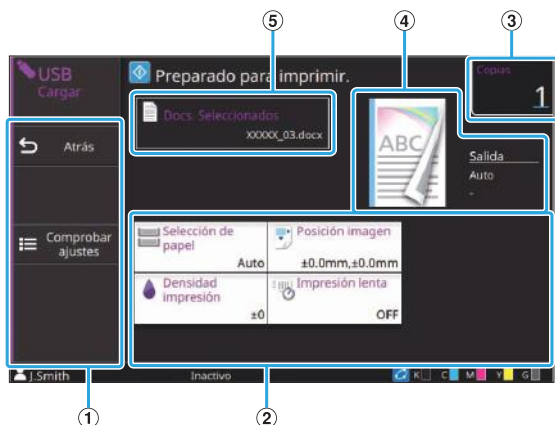 ⑤
④
③
USB
Cargar
Preparado para imprimir.
Copias
1
Docs. Seleccionados
XXXXX_03.docx
ABC
Salida
Auto
-
Atrás
Comprobar
ajustes
Selección de
papel
Auto
Posición imagen
±0.0mm,±0.0mm
Densidad
impresión
±0
Impresión lenta
OFF
J.Smith
Inactivo
K C M Y G
①
②